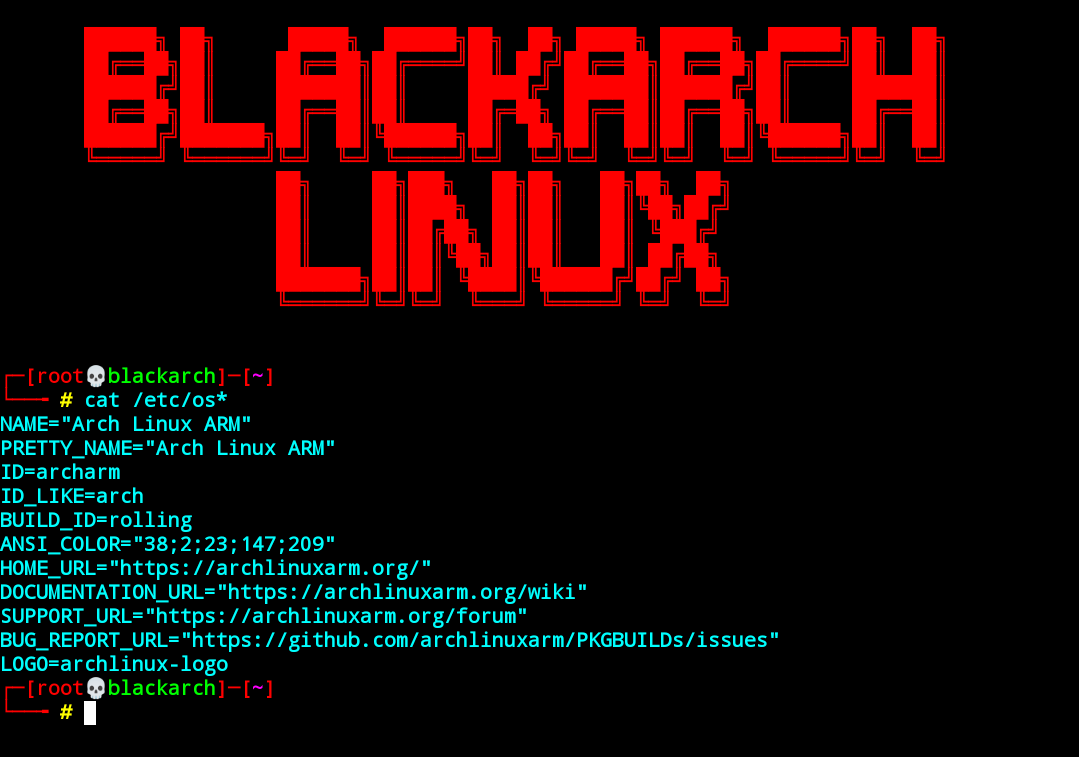 BLACKARCH
LINUX
┌─[root💀blackarch]─[~]
└──╼ # cat /etc/os*
NAME="Arch Linux ARM"
PRETTY_NAME="Arch Linux ARM"
ID=archarm
ID_LIKE=arch
BUILD_ID=rolling
ANSI_COLOR="38;2;23;147;209"
HOME_URL="https://archlinuxarm.org/"
DOCUMENTATION_URL="https://archlinuxarm.org/wiki"
SUPPORT_URL="https://archlinuxarm.org/forum"
BUG_REPORT_URL="https://github.com/archlinuxarm/PKGBUILDs/issues"
LOGO=archlinux-logo
┌─[root💀blackarch]─[~]
└──╼ #